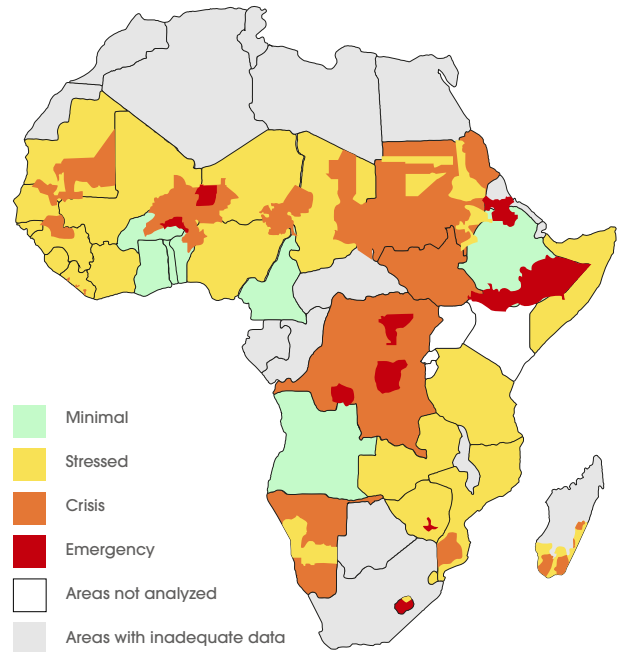 Minimal
Stressed
Crisis
Emergency
Areas not analyzed
Areas with inadequate data